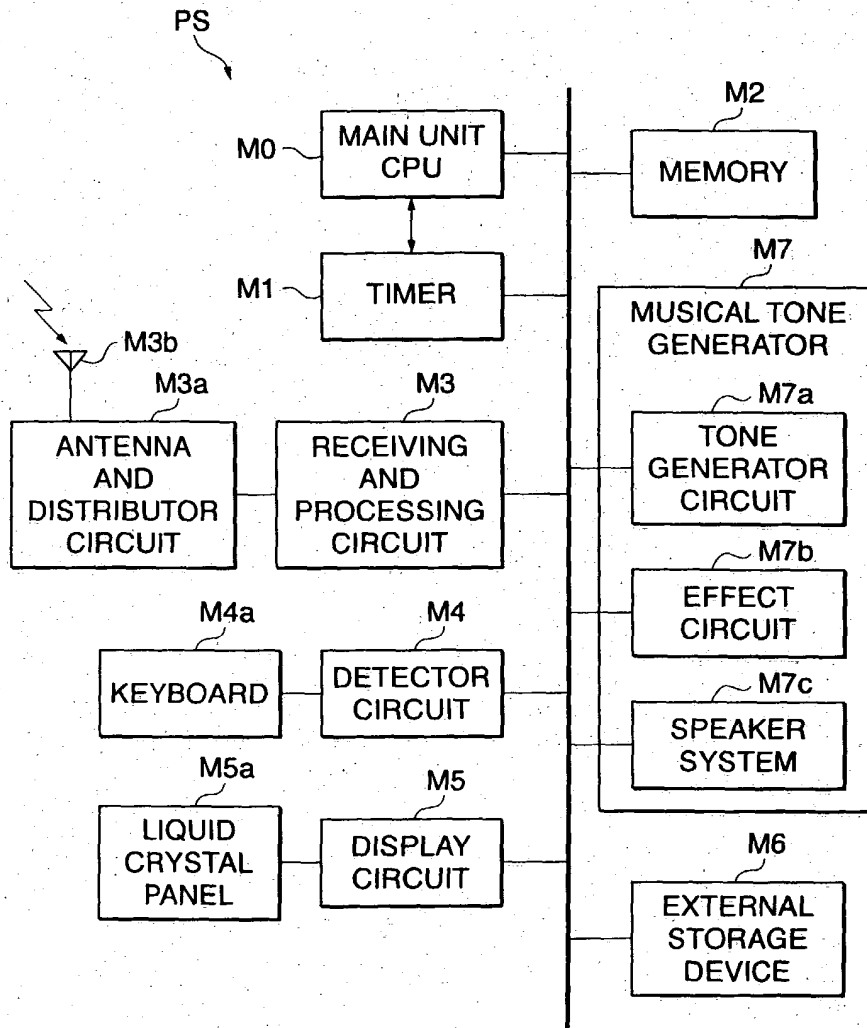 PS
M0
MAIN UNIT
CPU
M2
MEMORY
M1
TIMER
M7
MUSICAL TONE
GENERATOR
M3b
M3a
ANTENNA
AND
DISTRIBUTOR
CIRCUIT
M3
RECEIVING
AND
PROCESSING
CIRCUIT
M7a
TONE
GENERATOR
CIRCUIT
M7b
EFFECT
CIRCUIT
M4a
KEYBOARD
M4
DETECTOR
CIRCUIT
M7c
SPEAKER
SYSTEM
M5a
LIQUID
CRYSTAL
PANEL
M5
DISPLAY
CIRCUIT
M6
EXTERNAL
STORAGE
DEVICE